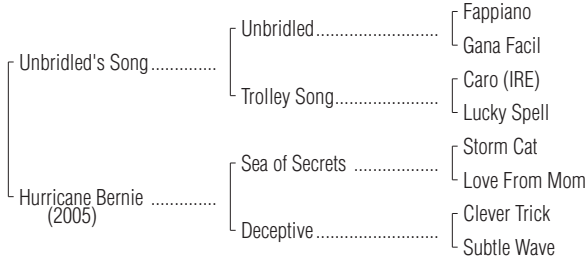 Fappiano
Unbridled
Gana Facil
Unbridled's Song
Caro (IRE)
Trolley Song
Lucky Spell
Storm Cat
Sea of Secrets
Love From Mom
Hurricane Bernie
(2005)
Clever Trick
Deceptive
Subtle Wave